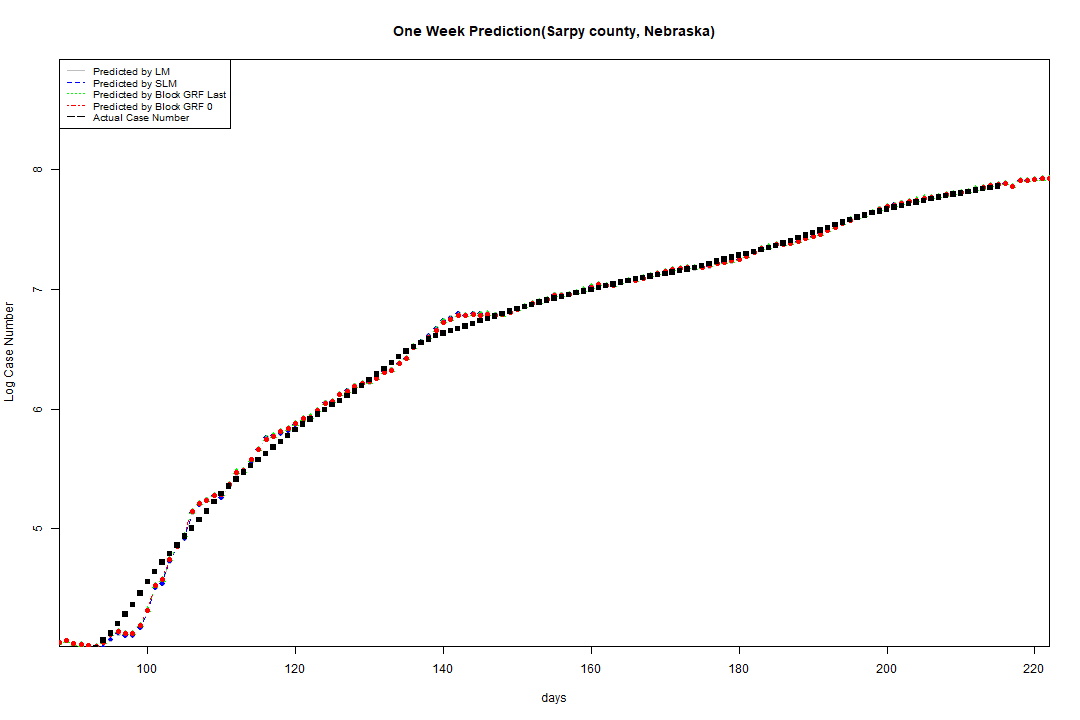 One Week Prediction(Sarpy county, Nebraska)
Predicted by LM
Predicted by SLM
Predicted by Block GRF Last
Predicted by Block GRF 0
Actual Case Number
8
7
6
5
Log Case Number
100 120 140 160 180 200 220
days